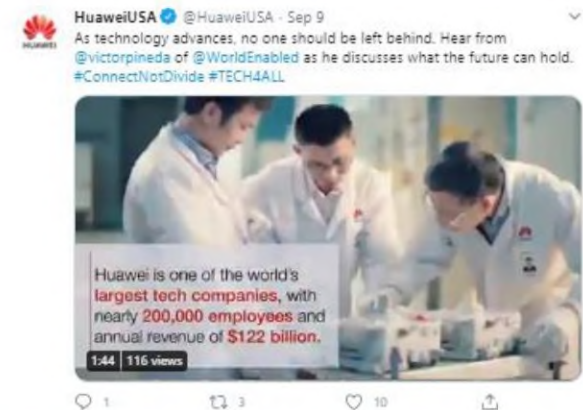 HuaweiUSA @HuaweiUSA · Sep 9
As technology advances, no one should be left behind. Hear from
@victorpineda of @WorldEnabled as he discusses what the future can hold.
#ConnectNotDivide #TECH4ALL
HUAWEI
Huawei is one of the world's
largest tech companies, with
nearly 200,000 employees and
annual revenue of $122 billion.
1:44 116 views
1 3 10